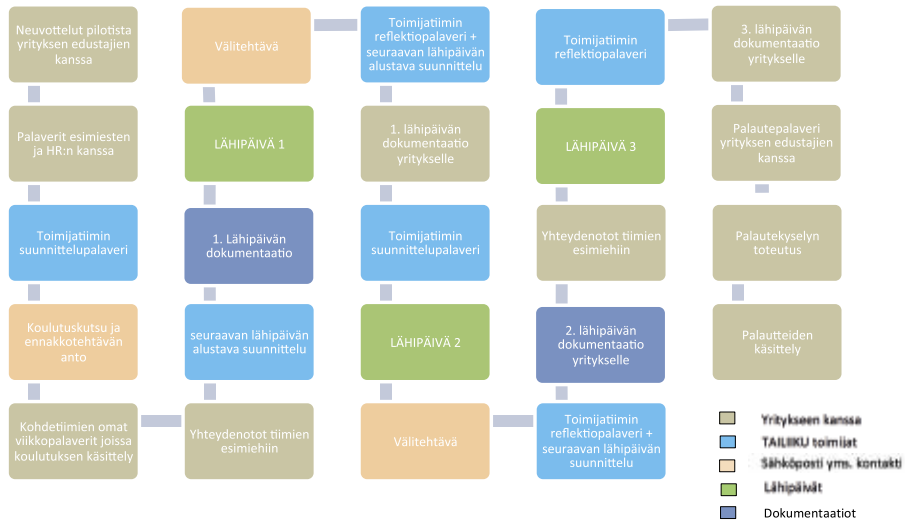 Neuvottelut pilotista
yrityksen edustajien
kanssa
Palaverit esimiesten
ja HR:n kanssa
Toimijatiimin
suunnittelupalaveri
Koulutuskutsu ja
ennakkotehtävän
anto
Kohdetiimien omat
viikkopalaverit joissa
koulutuksen käsittely
Välitehtävä
LÄHIPÄIVÄ 1
1. Lähipäivän
dokumentaatio
seuraavan lähipäivän
alustava suunnittelu
Yhteydenotot tiimien
esimiehiin
Toimijatiimin
reflektiopalaveri +
seuraavan lähipäivän
alustava suunnittelu
1. lähipäivän
dokumentaatio
yritykselle
Toimijatiimin
suunnittelupalaveri
LÄHIPÄIVÄ 2
Välitehtävä
Toimijatiimin
reflektiopalaveri
LÄHIPÄIVÄ 3
Yhteydenotot tiimien
esimiehiin
2. lähipäivän
dokumentaatio
yritykselle
Toimijatiimin
reflektiopalaveri +
seuraavan lähipäivän
suunnittelu
3. lähipäivän
dokumentaatio
yritykselle
Palautepalaveri
yrityksen edustajien
kanssa
Palautekyselyn
toteutus
Palautteiden
käsittely
Yritykseen kanssa
TAILIIKU toimijat
Sähköposti yms. kontakti
Lähipäivät
Dokumentaatiot